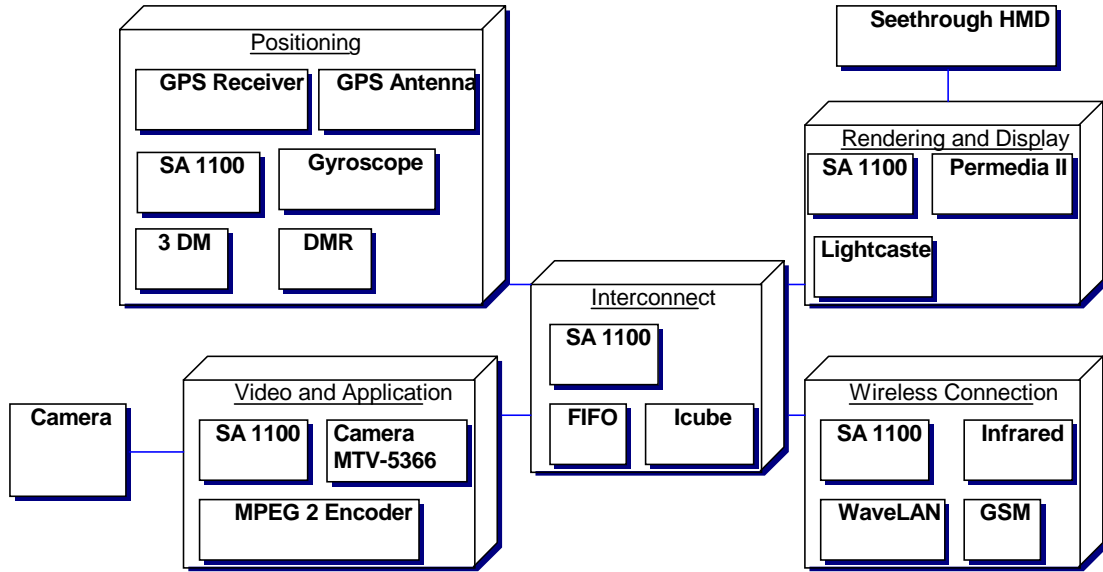 Positioning
GPS Receiver
GPS Antenna
SA 1100
Gyroscope
3 DM
DMR
Seethrough HMD
Rendering and Display
SA 1100
Permedia II
Lightcaste
Interconnect
SA 1100
FIFO
Icube
Camera
Video and Application
SA 1100
Camera
MTV-5366
MPEG 2 Encoder
Wireless Connection
SA 1100
Infrared
WaveLAN
GSM